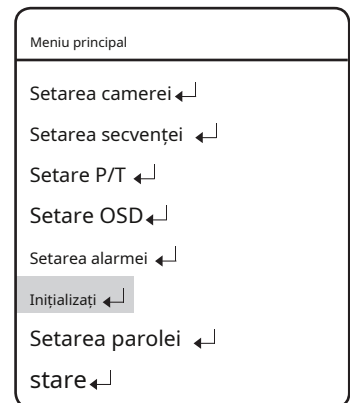 Meniu principal
Setarea camerei
Setarea secvenței
Setare P/T
Setare OSD
Setarea alarmei
Inițializați
Setarea parolei
stare